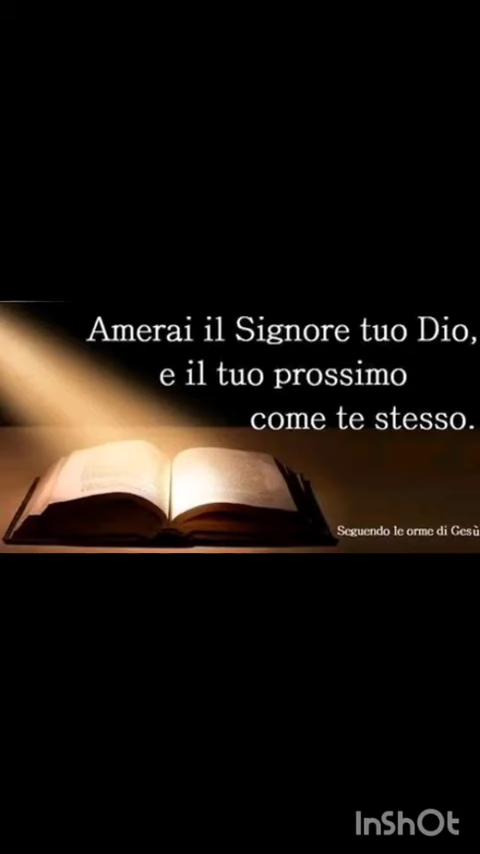 Amerai il Signore tuo Dio,
e il tuo prossimo
come te stesso.
Seguendo le orme di Gesù
InShOt